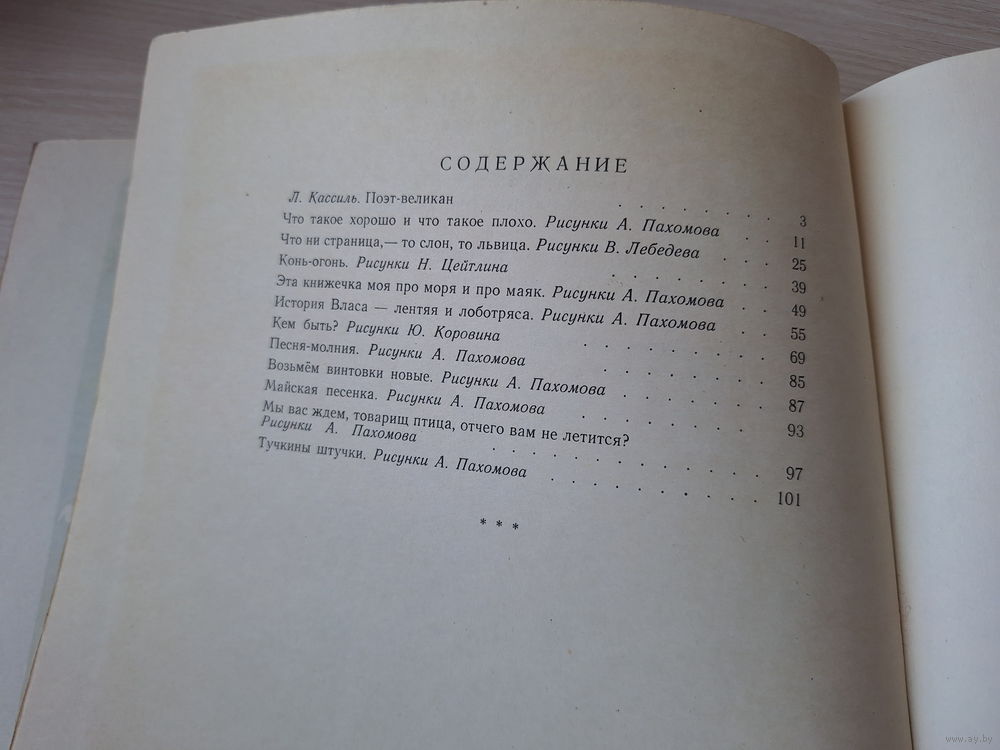 СОДЕРЖАНИЕ
Л. Кассиль. Поэт-великан . . . . . . . 3
Что такое хорошо и что такое плохо. Рисунки А. Пахомова . . 11
Что ни страница,— то слон, то львица. Рисунки В. Лебедева . . . 25
Конь-огонь. Рисунки Н. Цейтлина . . . . . . . 39
Эта книжечка моя про моря и про маяк. Рисунки А. Пахомова . . 49
История Власа — лентяя и лоботряса. Рисунки А. Пахомова . . 55
Кем быть? Рисунки Ю. Коровина . . . . . . . . 69
Песня-молния. Рисунки А. Пахомова . . . . . . . 85
Возьмём винтовки новые. Рисунки А. Пахомова . . . . . . 87
Майская песенка. Рисунки А. Пахомова . . . . . . . 93
Мы вас ждем, товарищ птица, отчего вам не летится?
Рисунки А. Пахомова . . . . . . . . . . 97
Тучкины штучки. Рисунки А. Пахомова . . . . . . . . 101
* * *
www.ay.by